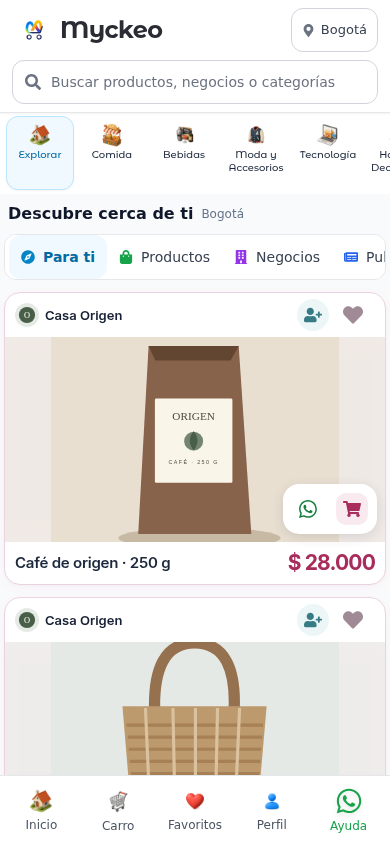 Myckeo
Bogotá
Buscar productos, negocios o categorías
Explorar
Comida
Bebidas
Moda y
Accesorios
Tecnología
Descubre cerca de ti
Bogotá
Para ti
Productos
Negocios
Casa Origen
ORIGEN
CAFÉ · 250 G
Café de origen · 250 g
$ 28.000
Casa Origen
Inicio
Carro
Favoritos
Perfil
Ayuda